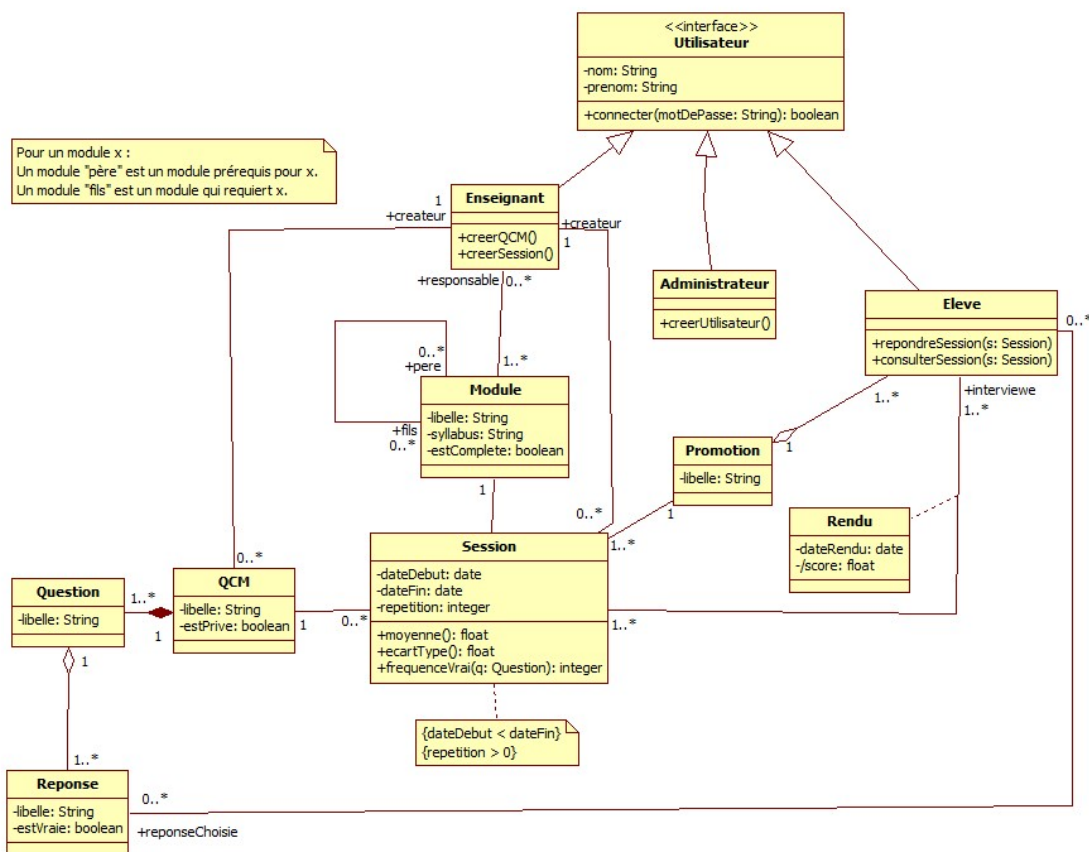 <<interface>>
Utilisateur
-nom: String
-prenom: String
+connecter(motDePasse: String): boolean
Pour un module x :
Un module "père" est un module prérequis pour x.
Un module "fils" est un module qui requiert x.
1
+createur
Enseignant
+creerQCM()
+creerSession()
+createur
1
+responsable
0..*
Administrateur
+creerUtilisateur()
Eleve
+repondreSession(s: Session)
+consulterSession(s: Session)
0..*
0..*
+pere
1..*
+interviewe
1..*
1..*
Module
-libelle: String
-syllabus: String
-estComplete: boolean
+fils
0..*
1
Promotion
-libelle: String
1
1
Rendu
-dateRendu: date
-/score: float
0..*
1..*
Session
-dateDebut: date
-dateFin: date
-repetition: integer
+moyenne(): float
+ecartType(): float
+frequenceVrai(q: Question): integer
1..*
0..*
QCM
-libelle: String
-estPrive: boolean
1
0..*
Question
-libelle: String
1..*
1
1
{dateDebut < dateFin}
{repetition > 0}
1..*
Reponse
-libelle: String
-estVraie: boolean
0..*
+reponseChoisie